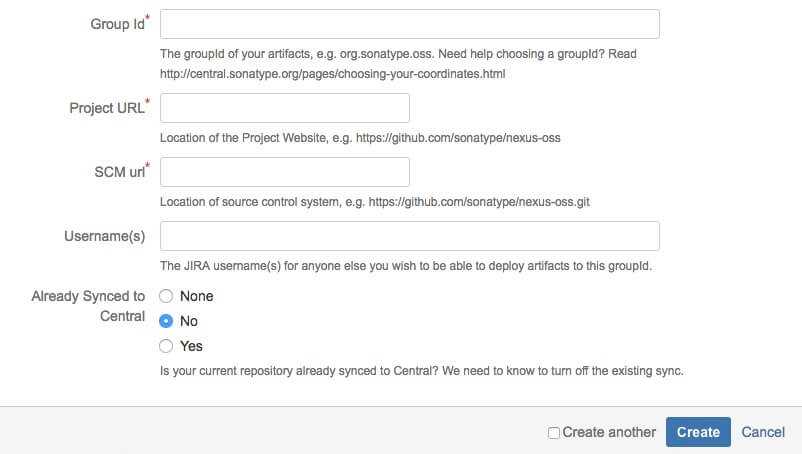 Group Id*
The groupId of your artifacts, e.g. org.sonatype.oss. Need help choosing a groupId? Read
http://central.sonatype.org/pages/choosing-your-coordinates.html
Project URL*
Location of the Project Website, e.g. https://github.com/sonatype/nexus-oss
SCM url*
Location of source control system, e.g. https://github.com/sonatype/nexus-oss.git
Username(s)
The JIRA username(s) for anyone else you wish to be able to deploy artifacts to this groupId.
Already Synced to
Central
None
No
Yes
Is your current repository already synced to Central? We need to know to turn off the existing sync.
Create another
Create
Cancel